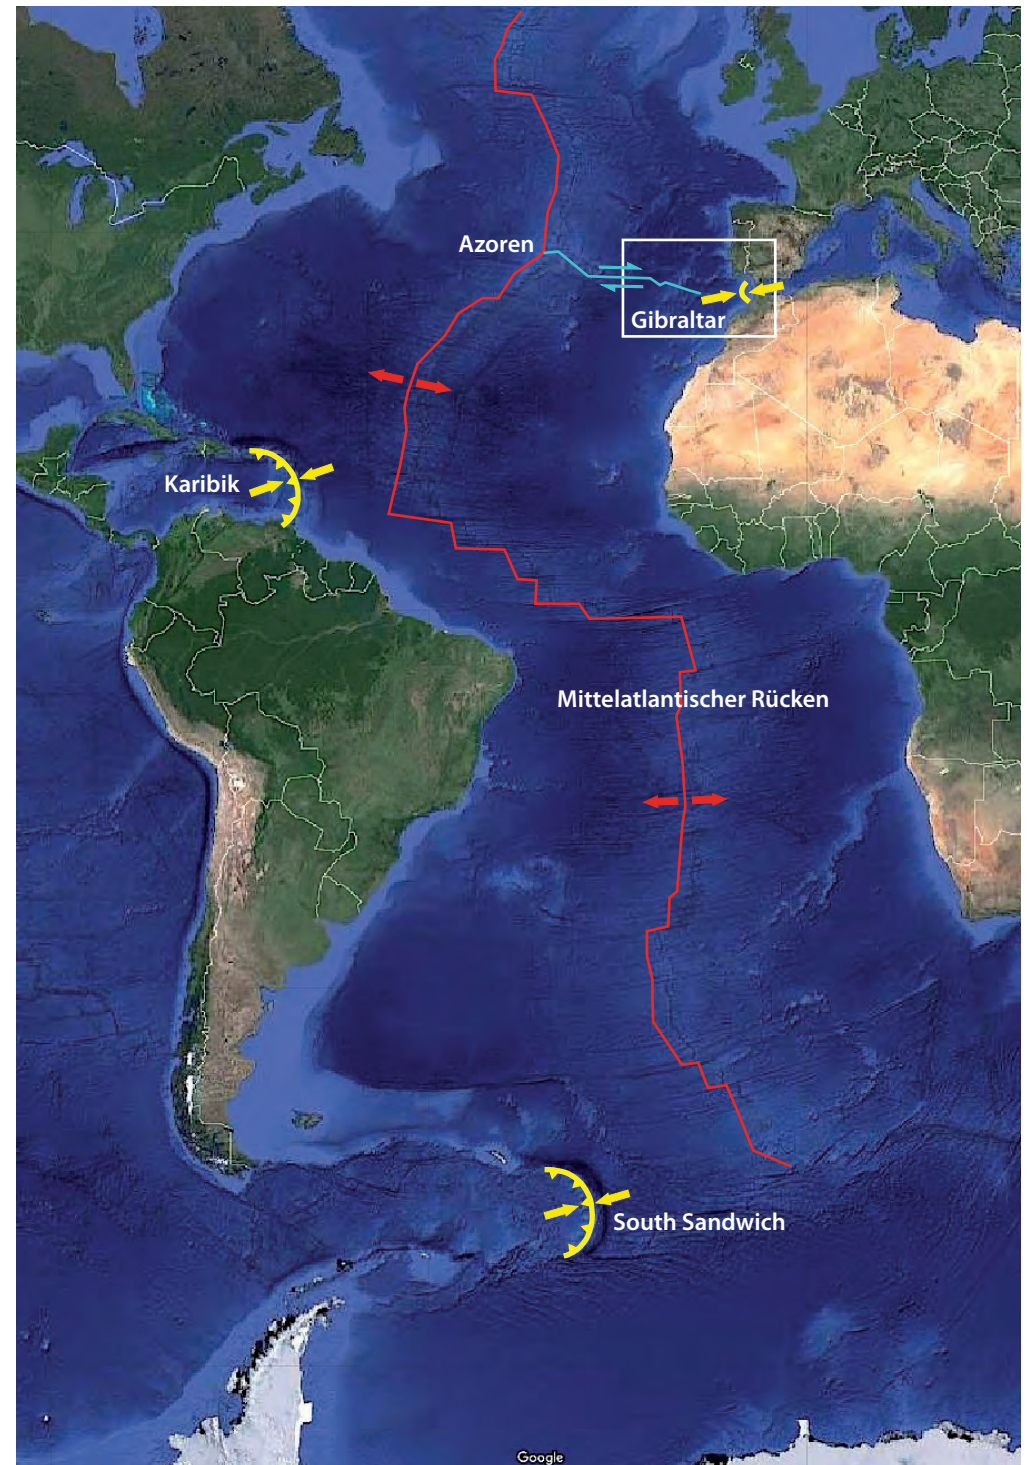 Azoren
Gibraltar
Karibik
Mittelatlantischer Rücken
South Sandwich
Google